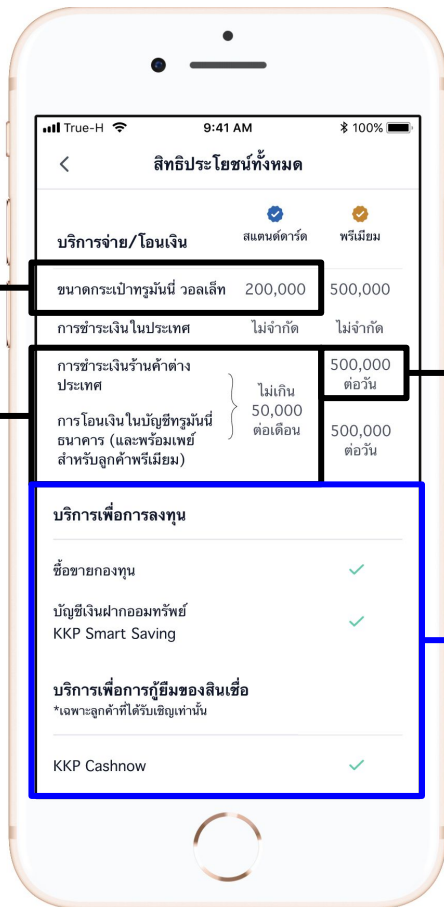 True-H 9:41 AM 100%
สิทธิประโยชน์ทั้งหมด
บริการจ่าย/โอนเงิน สแตนด์ดาร์ด พรีเมียม
ขนาดกระเป๋าทรูมันนี่ วอลเล็ท 200,000 500,000
การชำระเงินในประเทศ ไม่จำกัด ไม่จำกัด
การชำระเงินร้านค้าต่าง
ประเทศ
การโอนเงินในบัญชีทรูมันนี่
ธนาคาร (และพร้อมเพย์
สำหรับลูกค้าพรีเมียม)
ไม่เกิน
50,000
ต่อเดือน
500,000
ต่อวัน
500,000
ต่อวัน
บริการเพื่อการลงทุน
ซื้อขายกองทุน
บัญชีเงินฝากออมทรัพย์
KKP Smart Saving
บริการเพื่อการกู้ยืมของสินเชื่อ
*เฉพาะลูกค้าที่ได้รับเชิญเท่านั้น
KKP Cashnow